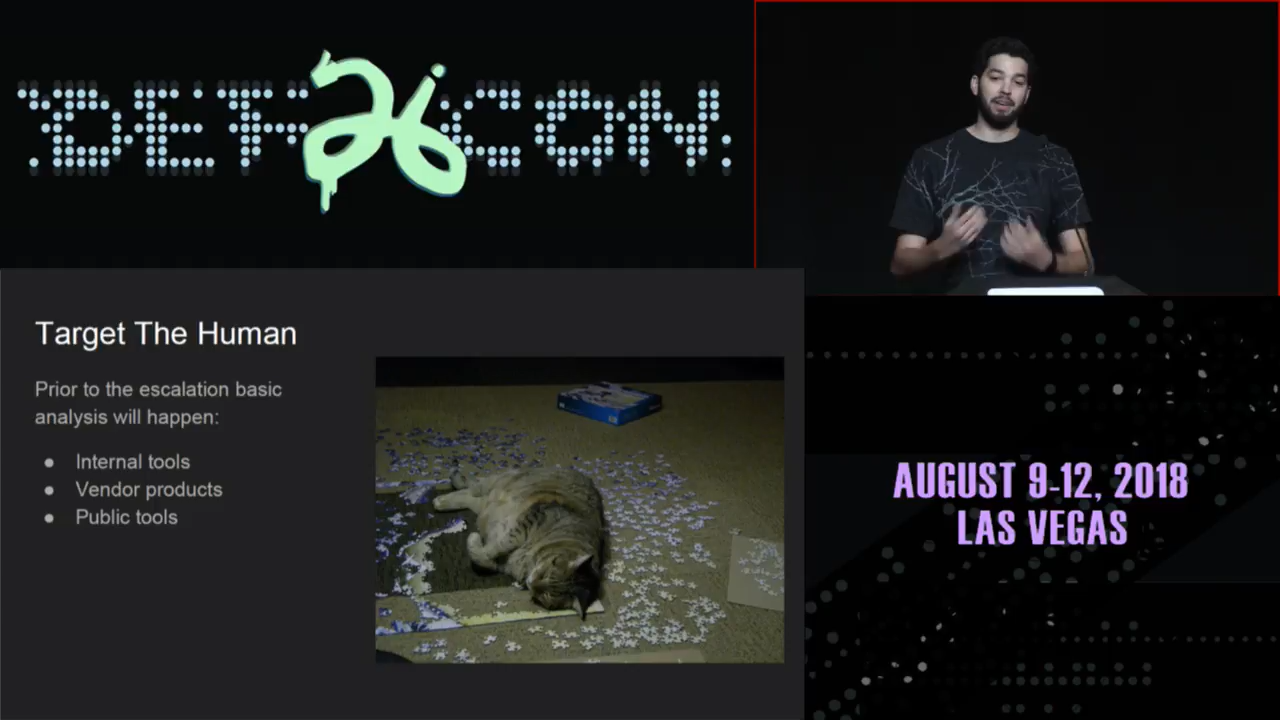 DEF CON
26
Target The Human
Prior to the escalation basic
analysis will happen:
● Internal tools
● Vendor products
● Public tools
AUGUST 9-12, 2018
LAS VEGAS